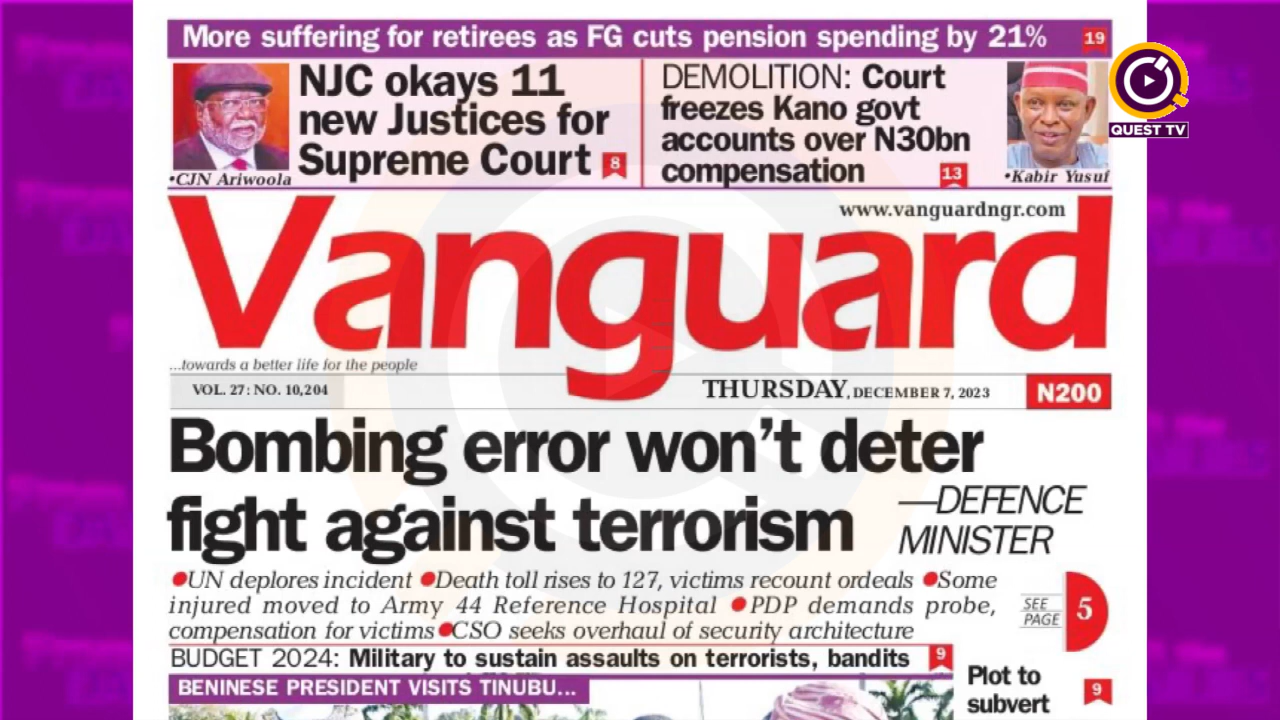 More suffering for retirees as FG cuts pension spending by 21% 19
NJC okays 11
new Justices for
Supreme Court 8
•CJN Ariwoola
DEMOLITION: Court
freezes Kano govt
accounts over N30bn
compensation 13
•Kabir Yusuf
QUEST TV
www.vanguardngr.com
Vanguard
...towards a better life for the people
VOL. 27: NO. 10,204
THURSDAY, DECEMBER 7, 2023
N200
Bombing error won't deter
fight against terrorism
—DEFENCE
MINISTER
●UN deplores incident ●Death toll rises to 127, victims recount ordeals ●Some
injured moved to Army 44 Reference Hospital ●PDP demands probe,
compensation for victims●CSO seeks overhaul of security architecture
SEE
PAGE 5
BUDGET 2024: Military to sustain assaults on terrorists, bandits 9
BENINESE PRESIDENT VISITS TINUBU...
Plot to
subvert 9